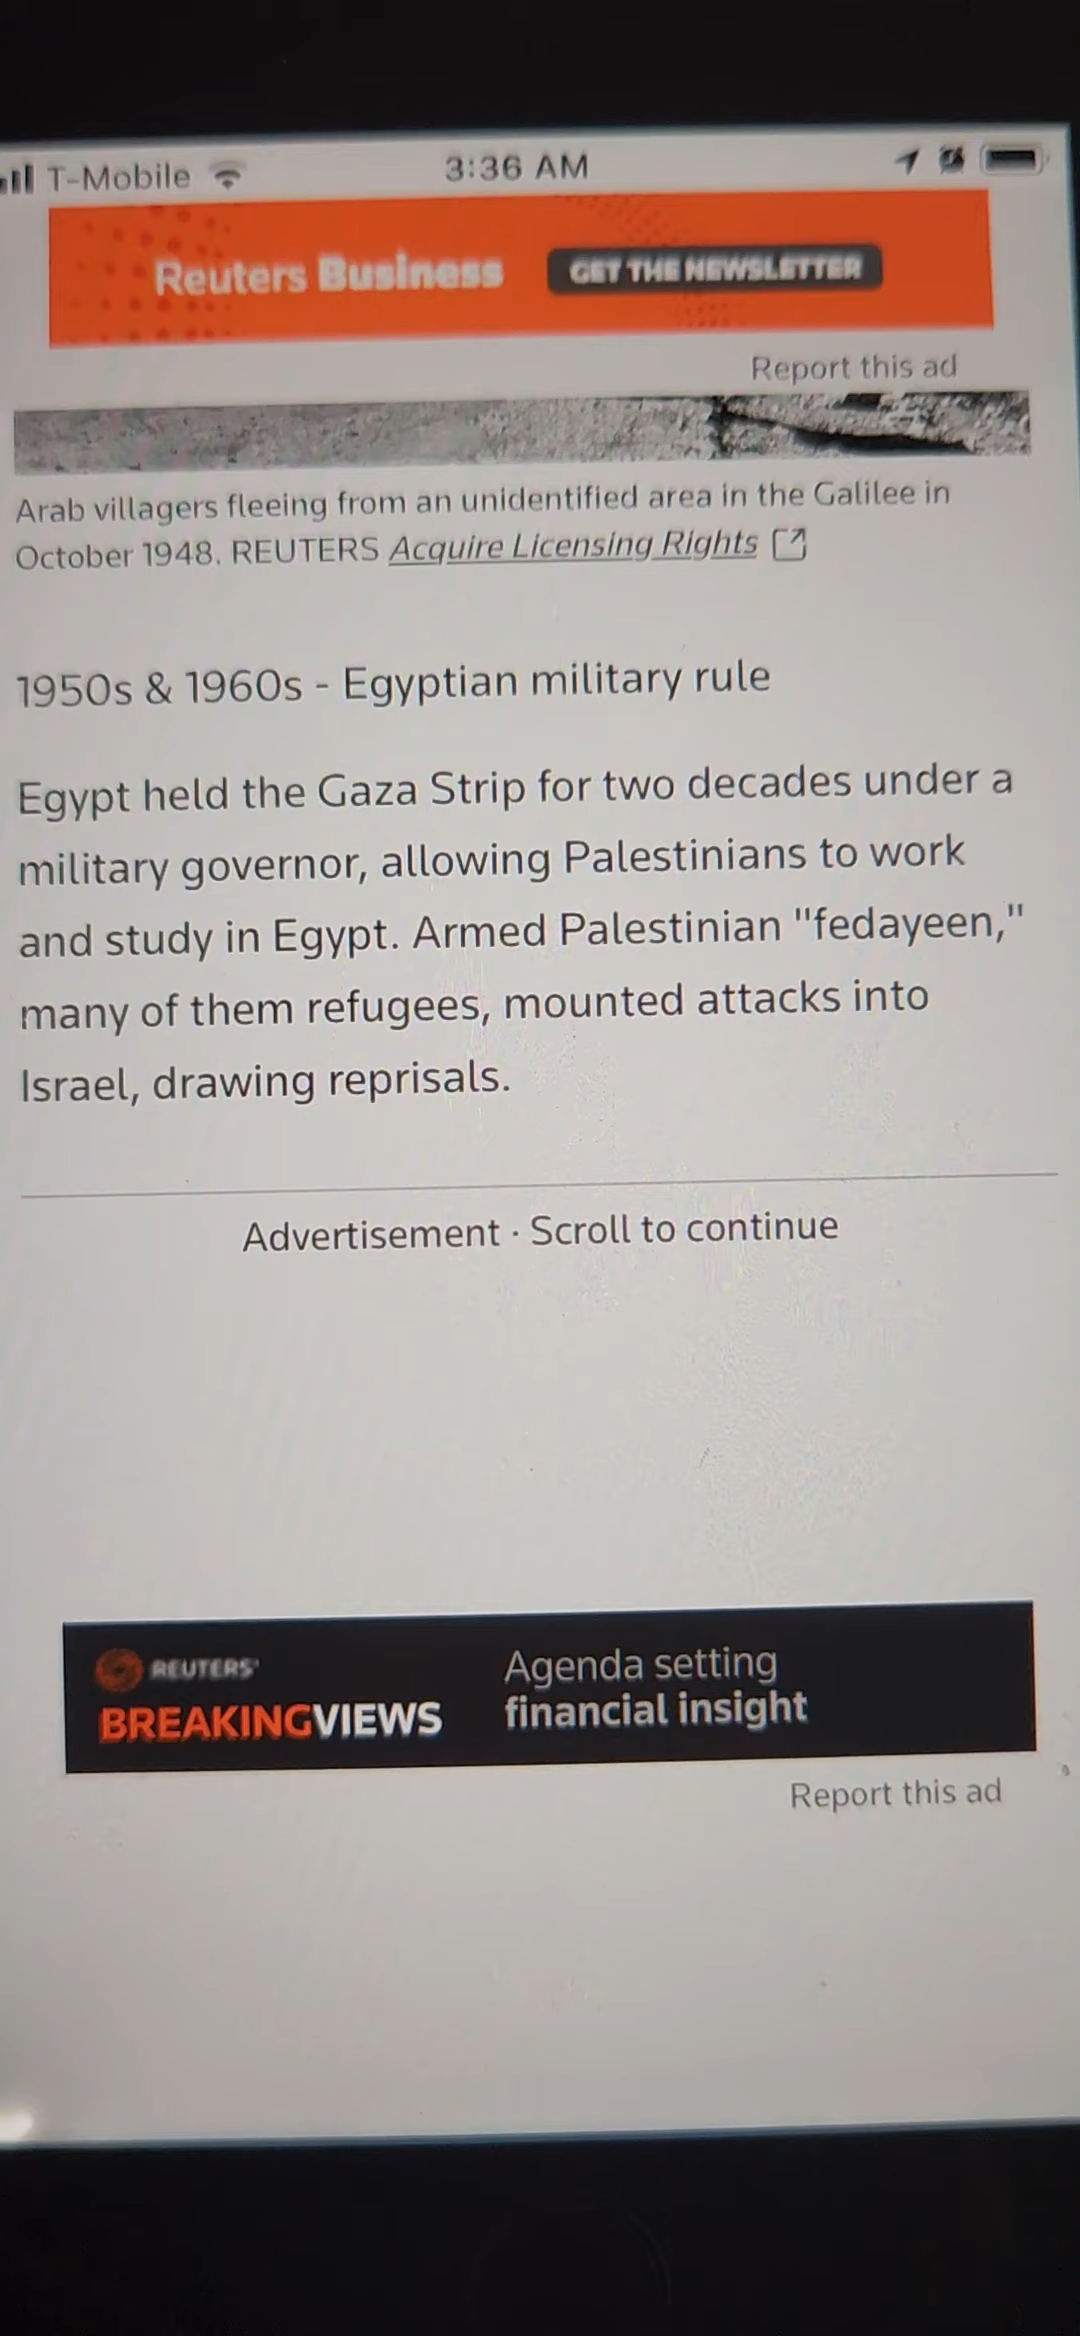 T-Mobile 3:36 AM
Reuters Business GET THE NEWSLETTER
Report this ad
Arab villagers fleeing from an unidentified area in the Galilee in
October 1948. REUTERS Acquire Licensing Rights
1950s & 1960s - Egyptian military rule
Egypt held the Gaza Strip for two decades under a
military governor, allowing Palestinians to work
and study in Egypt. Armed Palestinian "fedayeen,"
many of them refugees, mounted attacks into
Israel, drawing reprisals.
Advertisement · Scroll to continue
REUTERS®
BREAKINGVIEWS
Agenda setting
financial insight
Report this ad